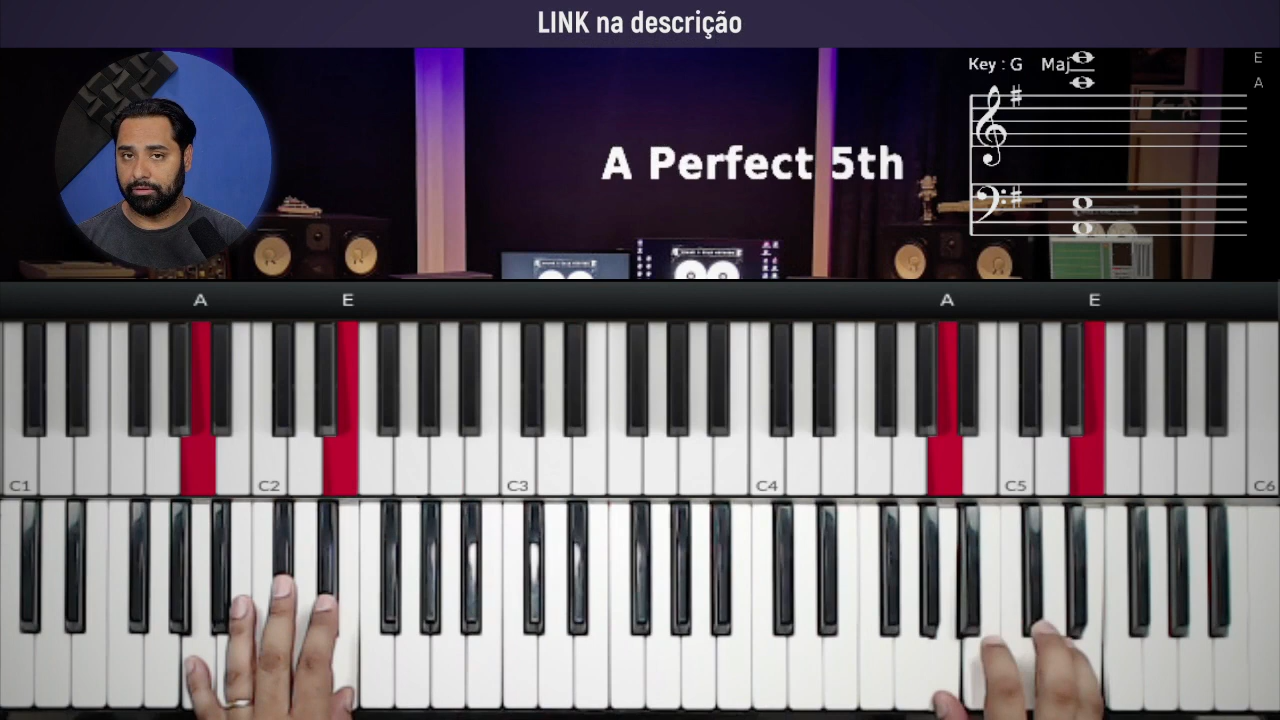 LINK na descrição
Key : G Maj
E
A
A Perfect 5th
A E A E
C1 C2 C3 C4 C5 C6